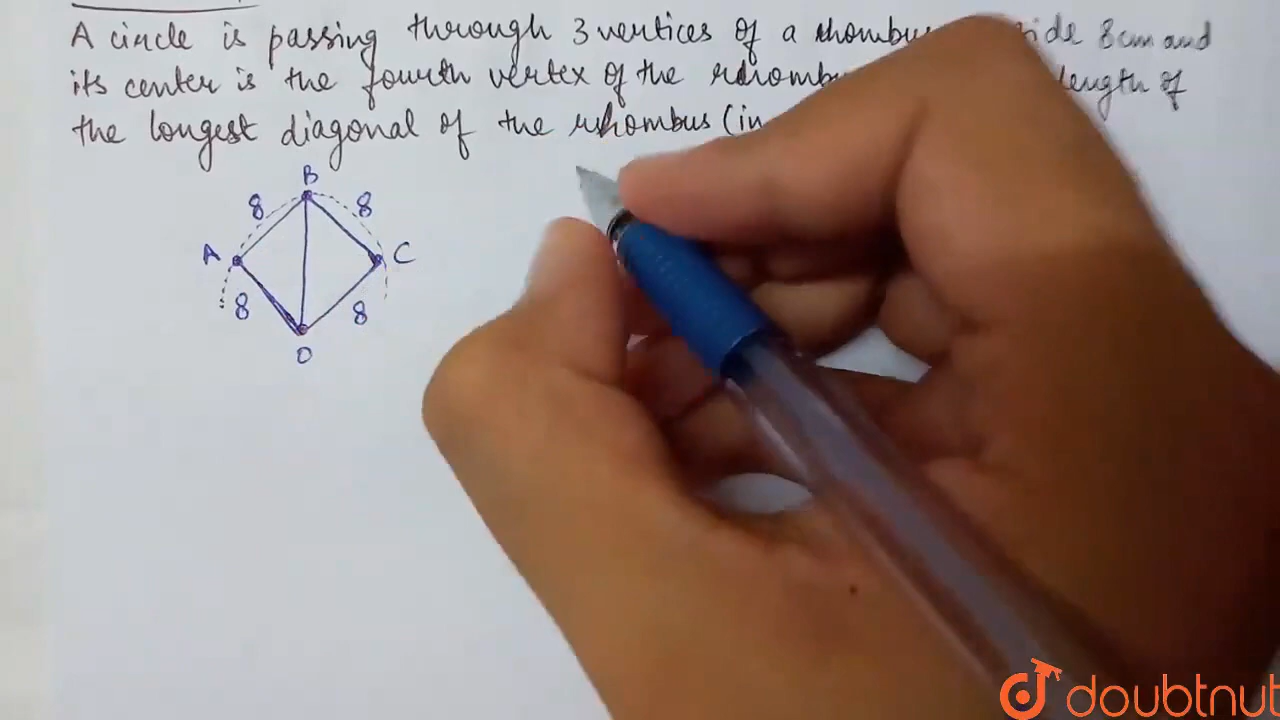 A circle is passing through 3 vertices of a rhombus side 8cm and
its center is the fourth vertex of the length of
the longest diagonal of the rhombus (in
B
8 8
A C
8 8
O
doubtnut